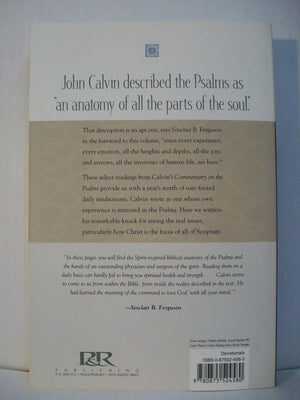 John Calvin described the Psalms as
"an anatomy of all the parts of the soul."
That description is an apt one, says Sinclair B. Ferguson
in the foreword to this volume, "since every experience,
every emotion, all the heights and depths, all the joys
and sorrows, all the mysteries of human life, are here."
These select readings from Calvin's Commentary on the
Psalms provide us with a year's worth of sure-footed
daily meditations. Calvin wrote as one whose own
experience is mirrored in the Psalms. Here we witness
his remarkable knack for seeing the real issues,
particularly how Christ is the focus of all of Scripture.
"In these pages you will find the Spirit-inspired biblical anatomy of the Psalms and
the hands of an outstanding physician and surgeon of the spirit. Reading them on a
daily basis can hardly fail to bring you spiritual health and strength. . . . Calvin seems
to come to us from within the Bible, from inside the reality described in the text. He
had learned the meaning of the command to love God 'with all your mind.'"
—Sinclair B. Ferguson
P&R
PUBLISHING
Devotionals
ISBN 0-87552-458-3
9 780875 524580